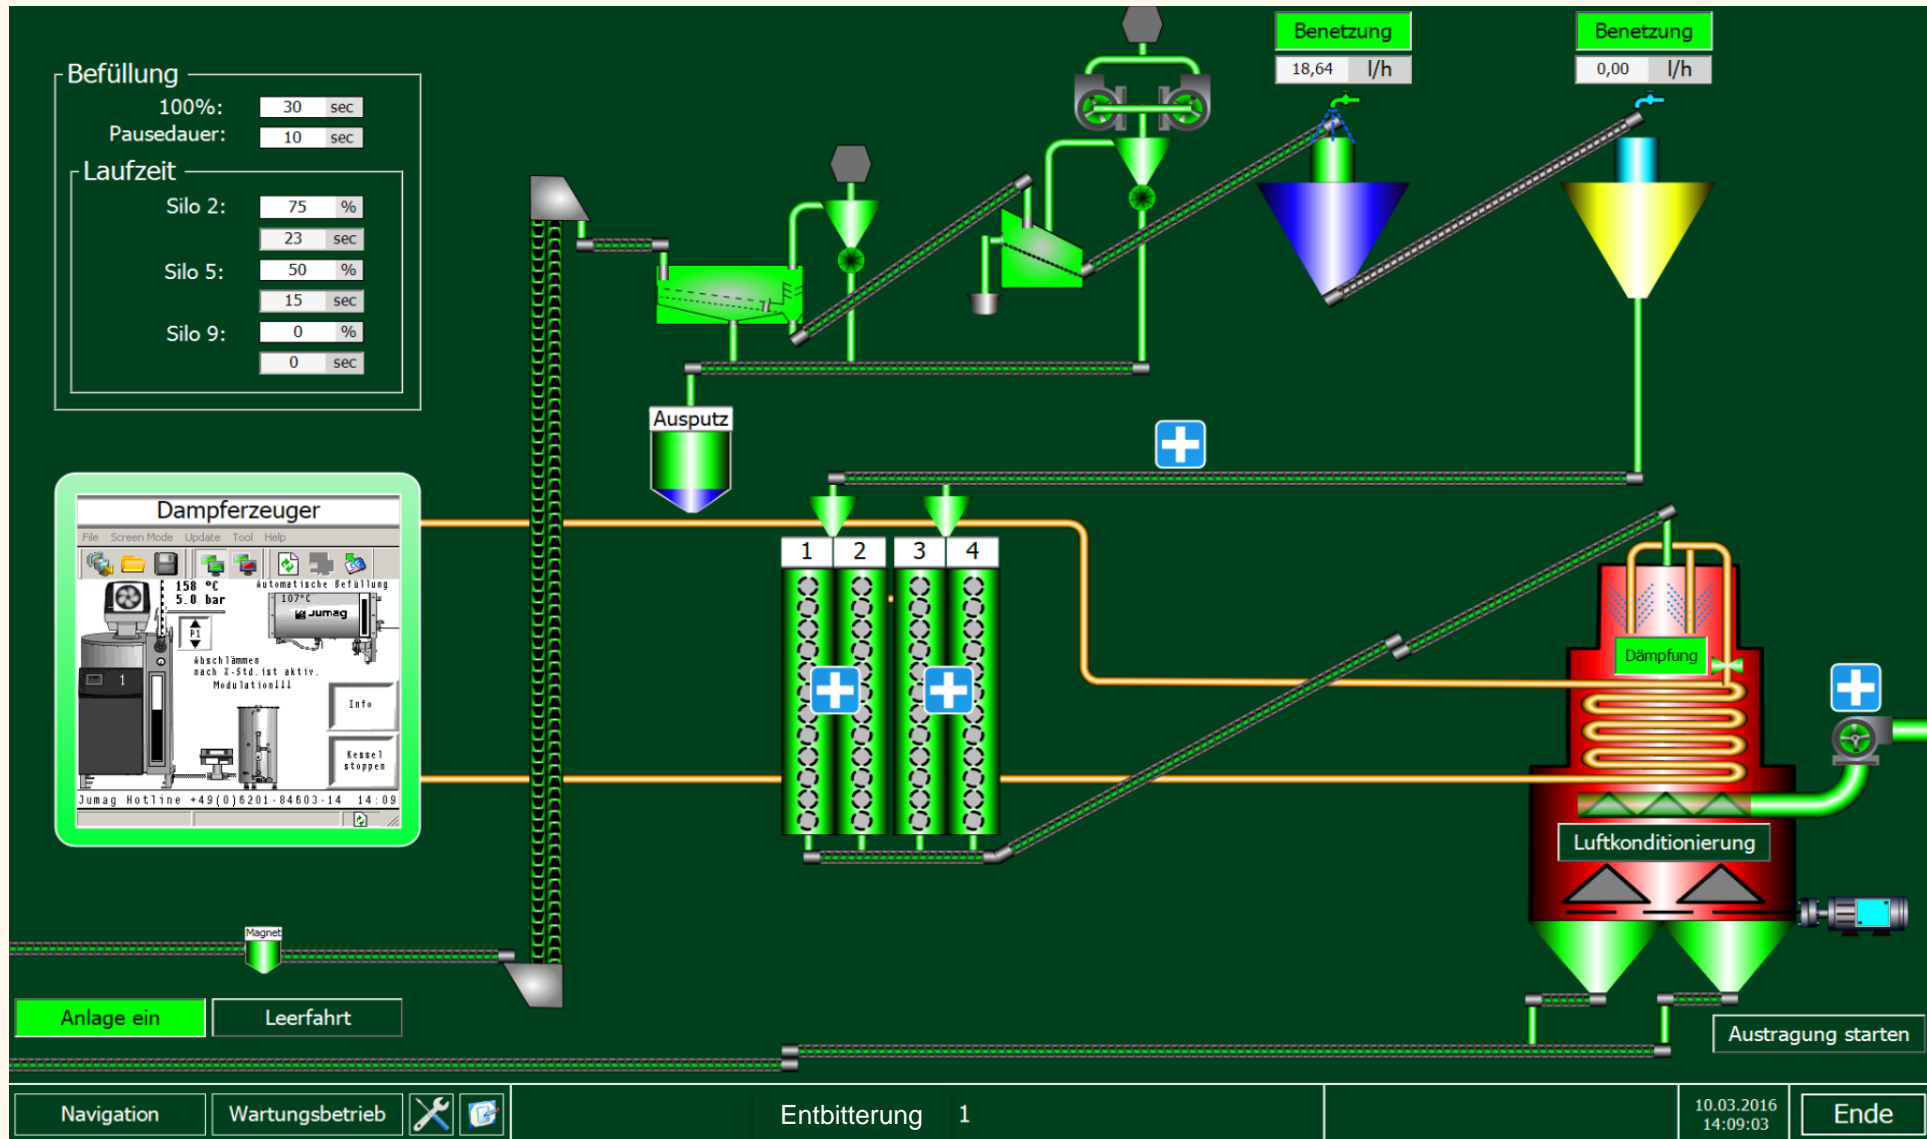 Benetzung
18,64 l/h
Benetzung
0,00 l/h
Befüllung
100%: 30 sec
Pausedauer: 10 sec
Laufzeit
Silo 2: 75 %
23 sec
Silo 5: 50 %
15 sec
Silo 9: 0 %
0 sec
Ausputz
Dampferzeuger
File Screen Mode Update Tool Help
158 °C
5.0 bar
Automatische Befüllung
107°C
Jumag
P1
Abschlämmen
nach X-Std.ist aktiv.
Modulation↓↓↓
1
Info
Kessel
stoppen
Jumag Hotline +49(0)6201-84603-14 14:09
1 2 3 4
Dämpfung
Luftkonditionierung
Magnet
Anlage ein
Leerfahrt
Austragung starten
Navigation
Wartungsbetrieb
Entbitterung 1
10.03.2016
14:09:03
Ende